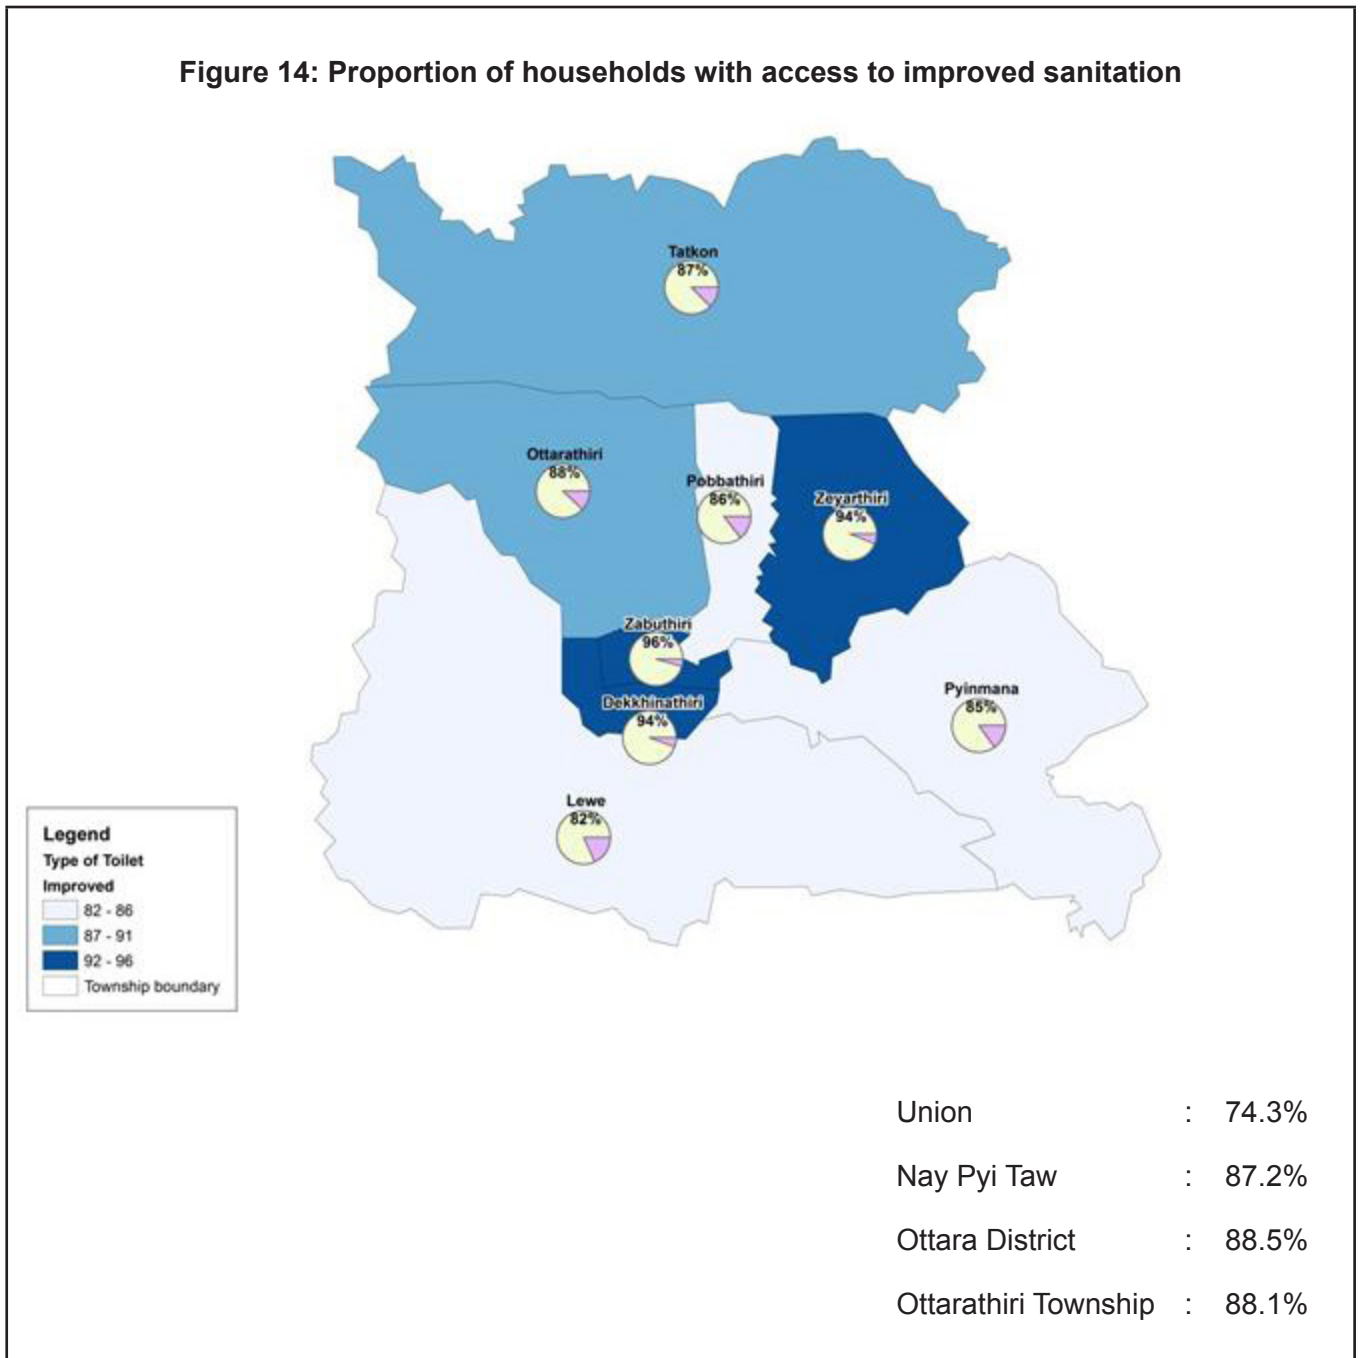 Figure 14: Proportion of households with access to improved sanitation
Tatkon
87%
Ottarathiri
88%
Pobbathiri
86%
Zeyarthiri
94%
Zabuthiri
96%
Pyinmana
85%
Dekkhinathiri
94%
Lewe
82%
Legend
Type of Toilet
Improved
82 - 86
87 - 91
92 - 96
Township boundary
Union : 74.3%
Nay Pyi Taw : 87.2%
Ottara District : 88.5%
Ottarathiri Township : 88.1%